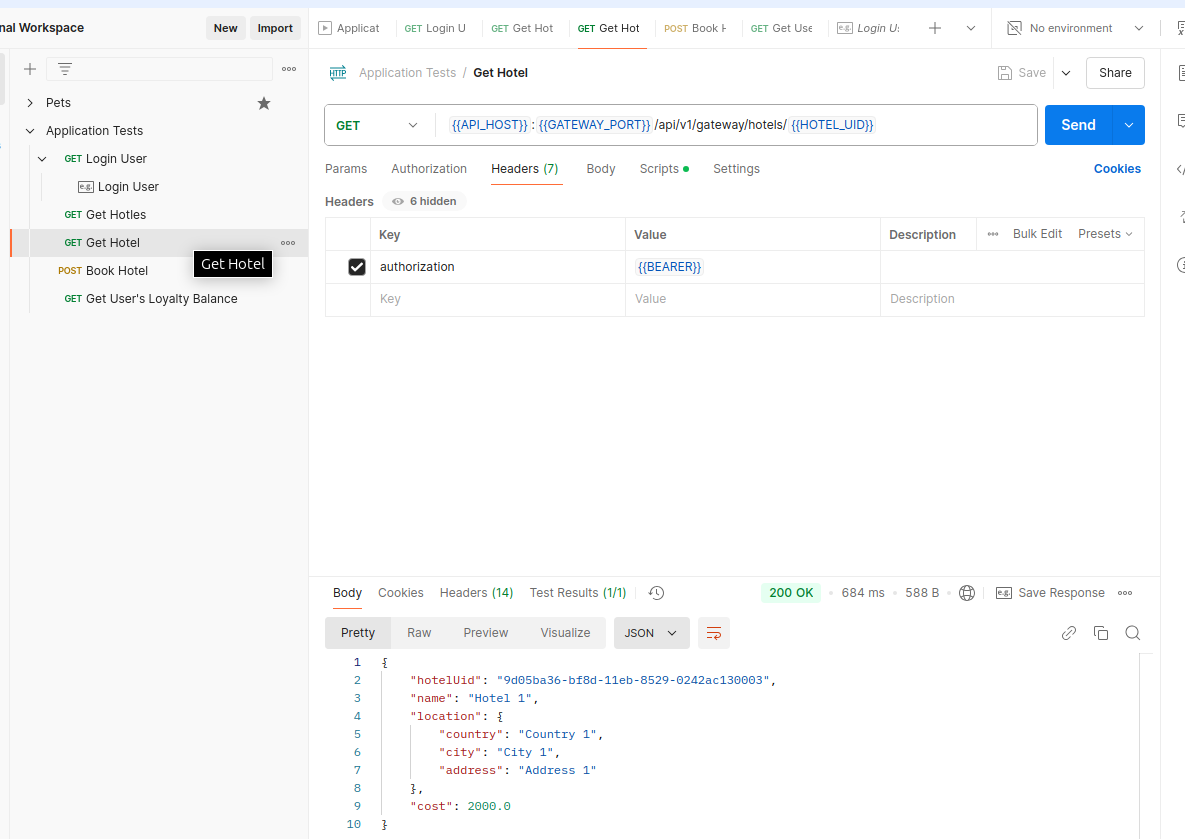 nal Workspace
New
Import
Pets
Application Tests
GET Login User
e.g. Login User
GET Get Hotles
GET Get Hotel
Get Hotel
POST Book Hotel
GET Get User's Loyalty Balance
Applicat
GET Login U
GET Get Hot
GET Get Hot
POST Book H
GET Get Use
e.g. Login Us
No environment
HTTP Application Tests / Get Hotel
Save
Share
GET {{API_HOST}}:{{GATEWAY_PORT}}/api/v1/gateway/hotels/{{HOTEL_UID}}
Send
Params Authorization Headers (7) Body Scripts Settings
Cookies
Headers 6 hidden
Key Value Description Bulk Edit Presets
authorization {{BEARER}}
Key Value Description
Body Cookies Headers (14) Test Results (1/1)
200 OK 684 ms 588 B e.g. Save Response
Pretty Raw Preview Visualize JSON
1 {
2 "hotelUid": "9d05ba36-bf8d-11eb-8529-0242ac130003",
3 "name": "Hotel 1",
4 "location": {
5 "country": "Country 1",
6 "city": "City 1",
7 "address": "Address 1"
8 },
9 "cost": 2000.0
10 }